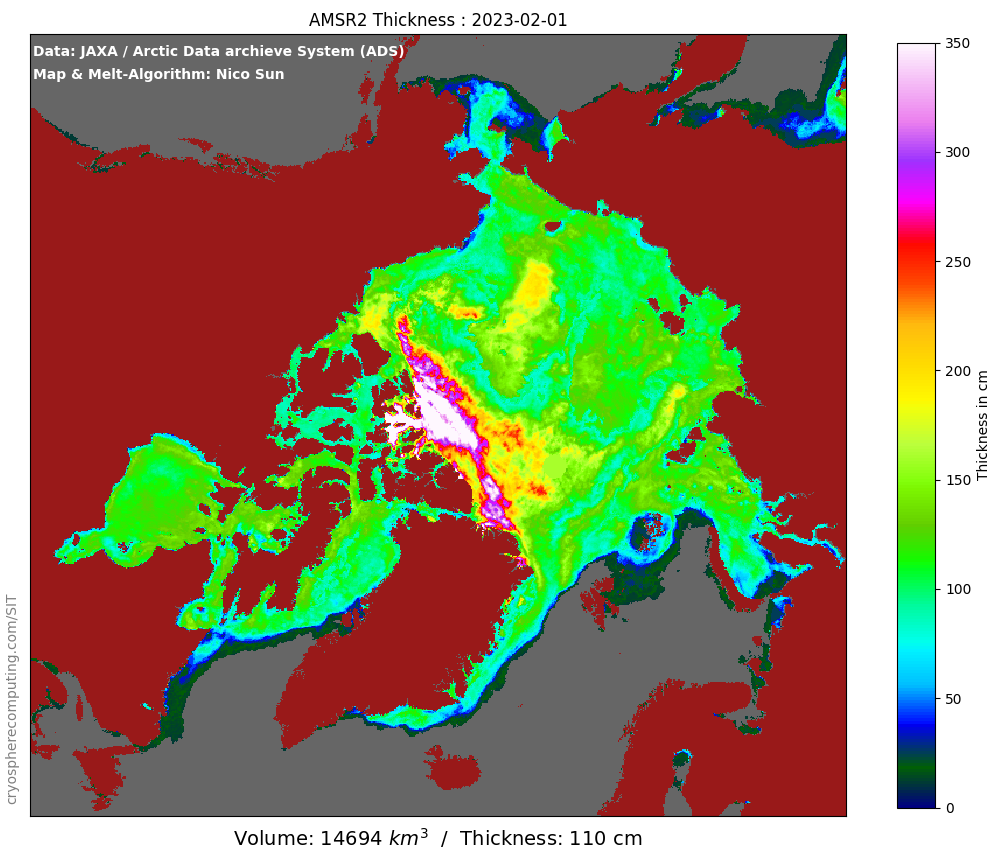 AMSR2 Thickness : 2023-02-01
Data: JAXA / Arctic Data archieve System (ADS)
Map & Melt-Algorithm: Nico Sun
350
300
250
200
150
100
50
0
Thickness in cm
cryospherecomputing.com/SIT
Volume: 14694 km³ / Thickness: 110 cm